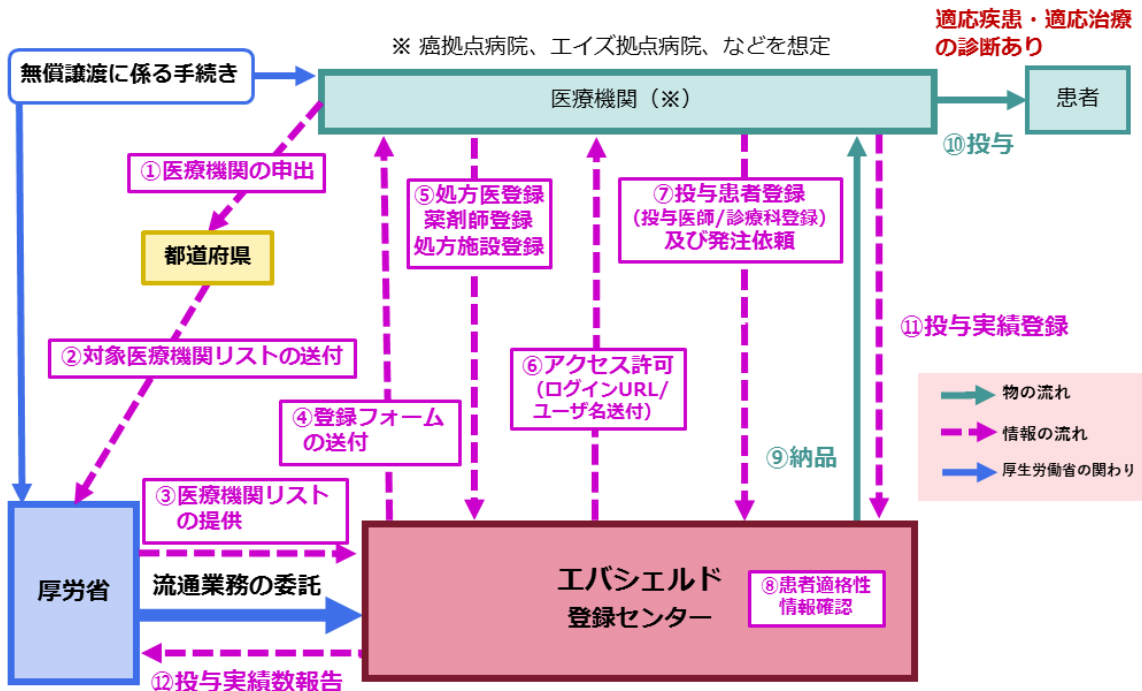 適応疾患・適応治療
の診断あり
※ 癌拠点病院、エイズ拠点病院、などを想定
無償譲渡に係る手続き
医療機関（※）
患者
⑩投与
①医療機関の申出
⑤処方医登録
薬剤師登録
処方施設登録
⑦投与患者登録
（投与医師/診療科登録）
及び発注依頼
都道府県
②対象医療機関リストの送付
⑥アクセス許可
（ログインURL/
ユーザ名送付）
⑪投与実績登録
④登録フォーム
の送付
⑨納品
物の流れ
情報の流れ
厚生労働省の関わり
③医療機関リスト
の提供
厚労省
流通業務の委託
エバシェルド
登録センター
⑧患者適格性
情報確認
⑫投与実績数報告